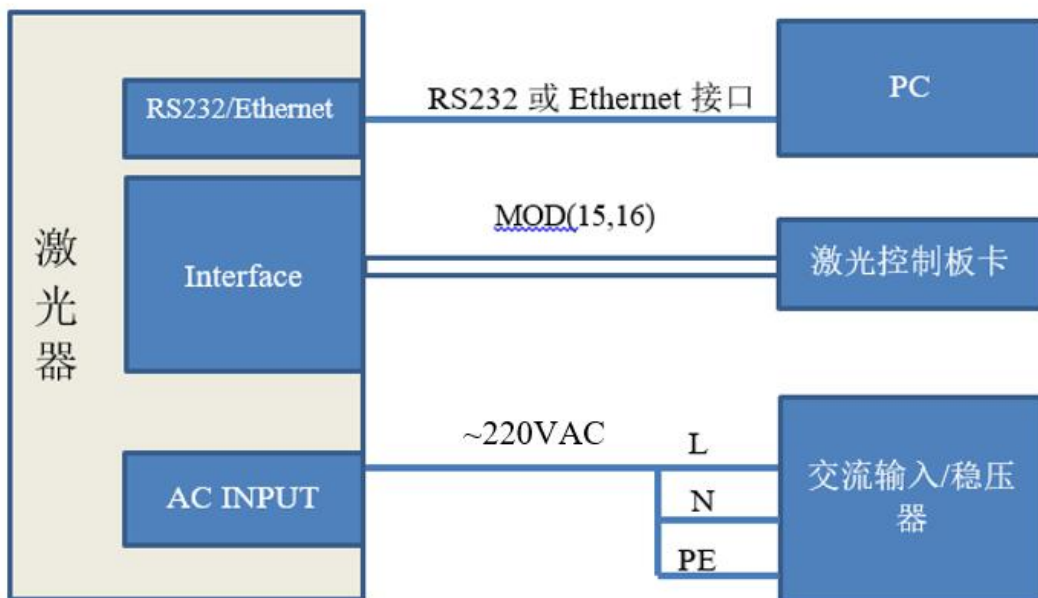 RS232/Ethernet
RS232 或 Ethernet 接口
PC
激
光
器
Interface
MOD(15,16)
激光控制板卡
AC INPUT
~220VAC
L
N
PE
交流输入/稳压
器